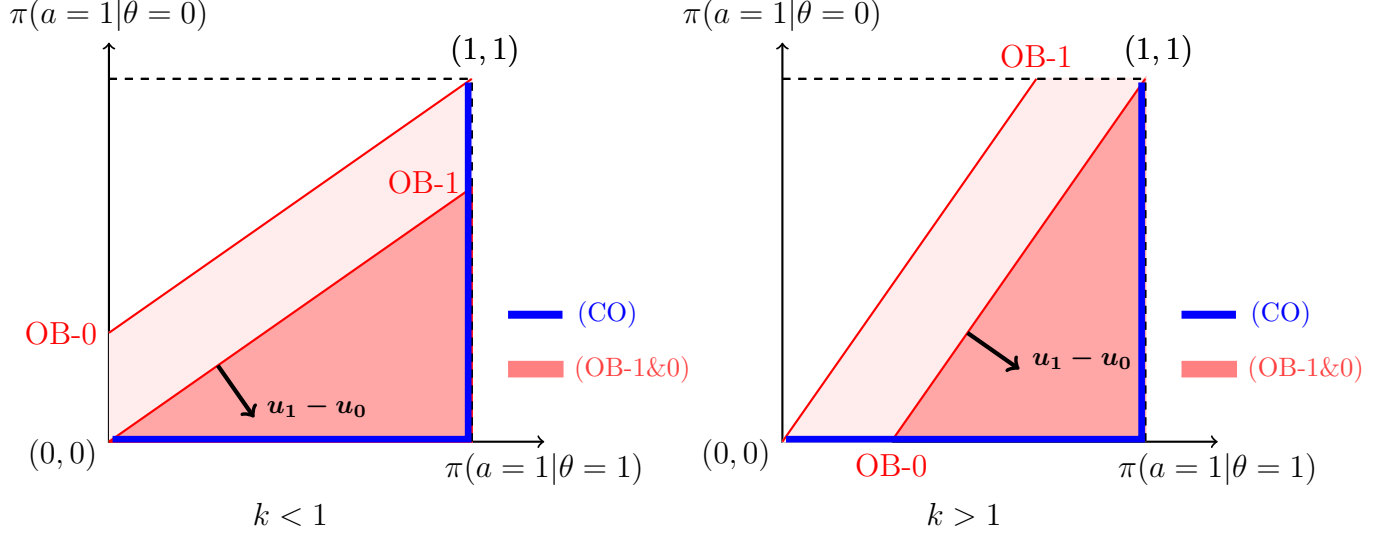 π(a = 1|θ = 0)
(1, 1)
OB-1
OB-0
(CO)
(OB-1&0)
u₁ − u₀
(0, 0)
π(a = 1|θ = 1)
k < 1
π(a = 1|θ = 0)
OB-1
(1, 1)
(CO)
u₁ − u₀
(OB-1&0)
(0, 0)
OB-0
π(a = 1|θ = 1)
k > 1